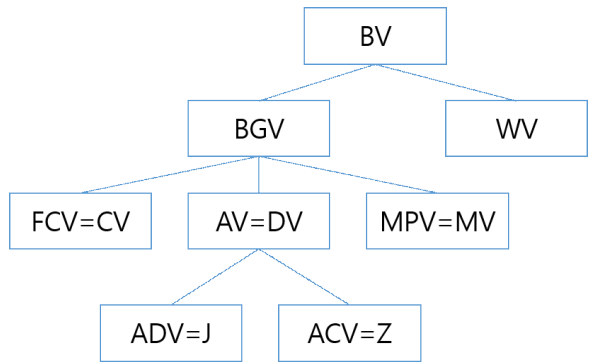 BV
BGV
WV
FCV=CV
AV=DV
MPV=MV
ADV=J
ACV=Z